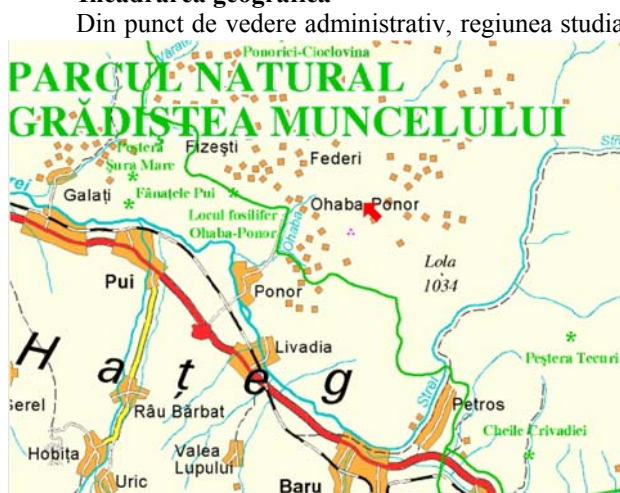 Încadrarea geografică
Din punct de vedere administrativ, regiunea studia
Ponorici-Cioclovina
PARCUL NATURAL
GRĂDIȘTEA MUNCELULUI
Peștera
Șura Mare
Fizești
Federi
Galați
Fânațele Pui
Locul fosilifer
Ohaba-Ponor
Ohaba
Ohaba-Ponor
Lola
1034
Pui
Ponor
Livadia
Hațeg
Peștera Tecuri
Strei
Petros
Râu Bărbat
Cheile Crivadiei
Hobița
Valea
Lupului
Uric
Baru